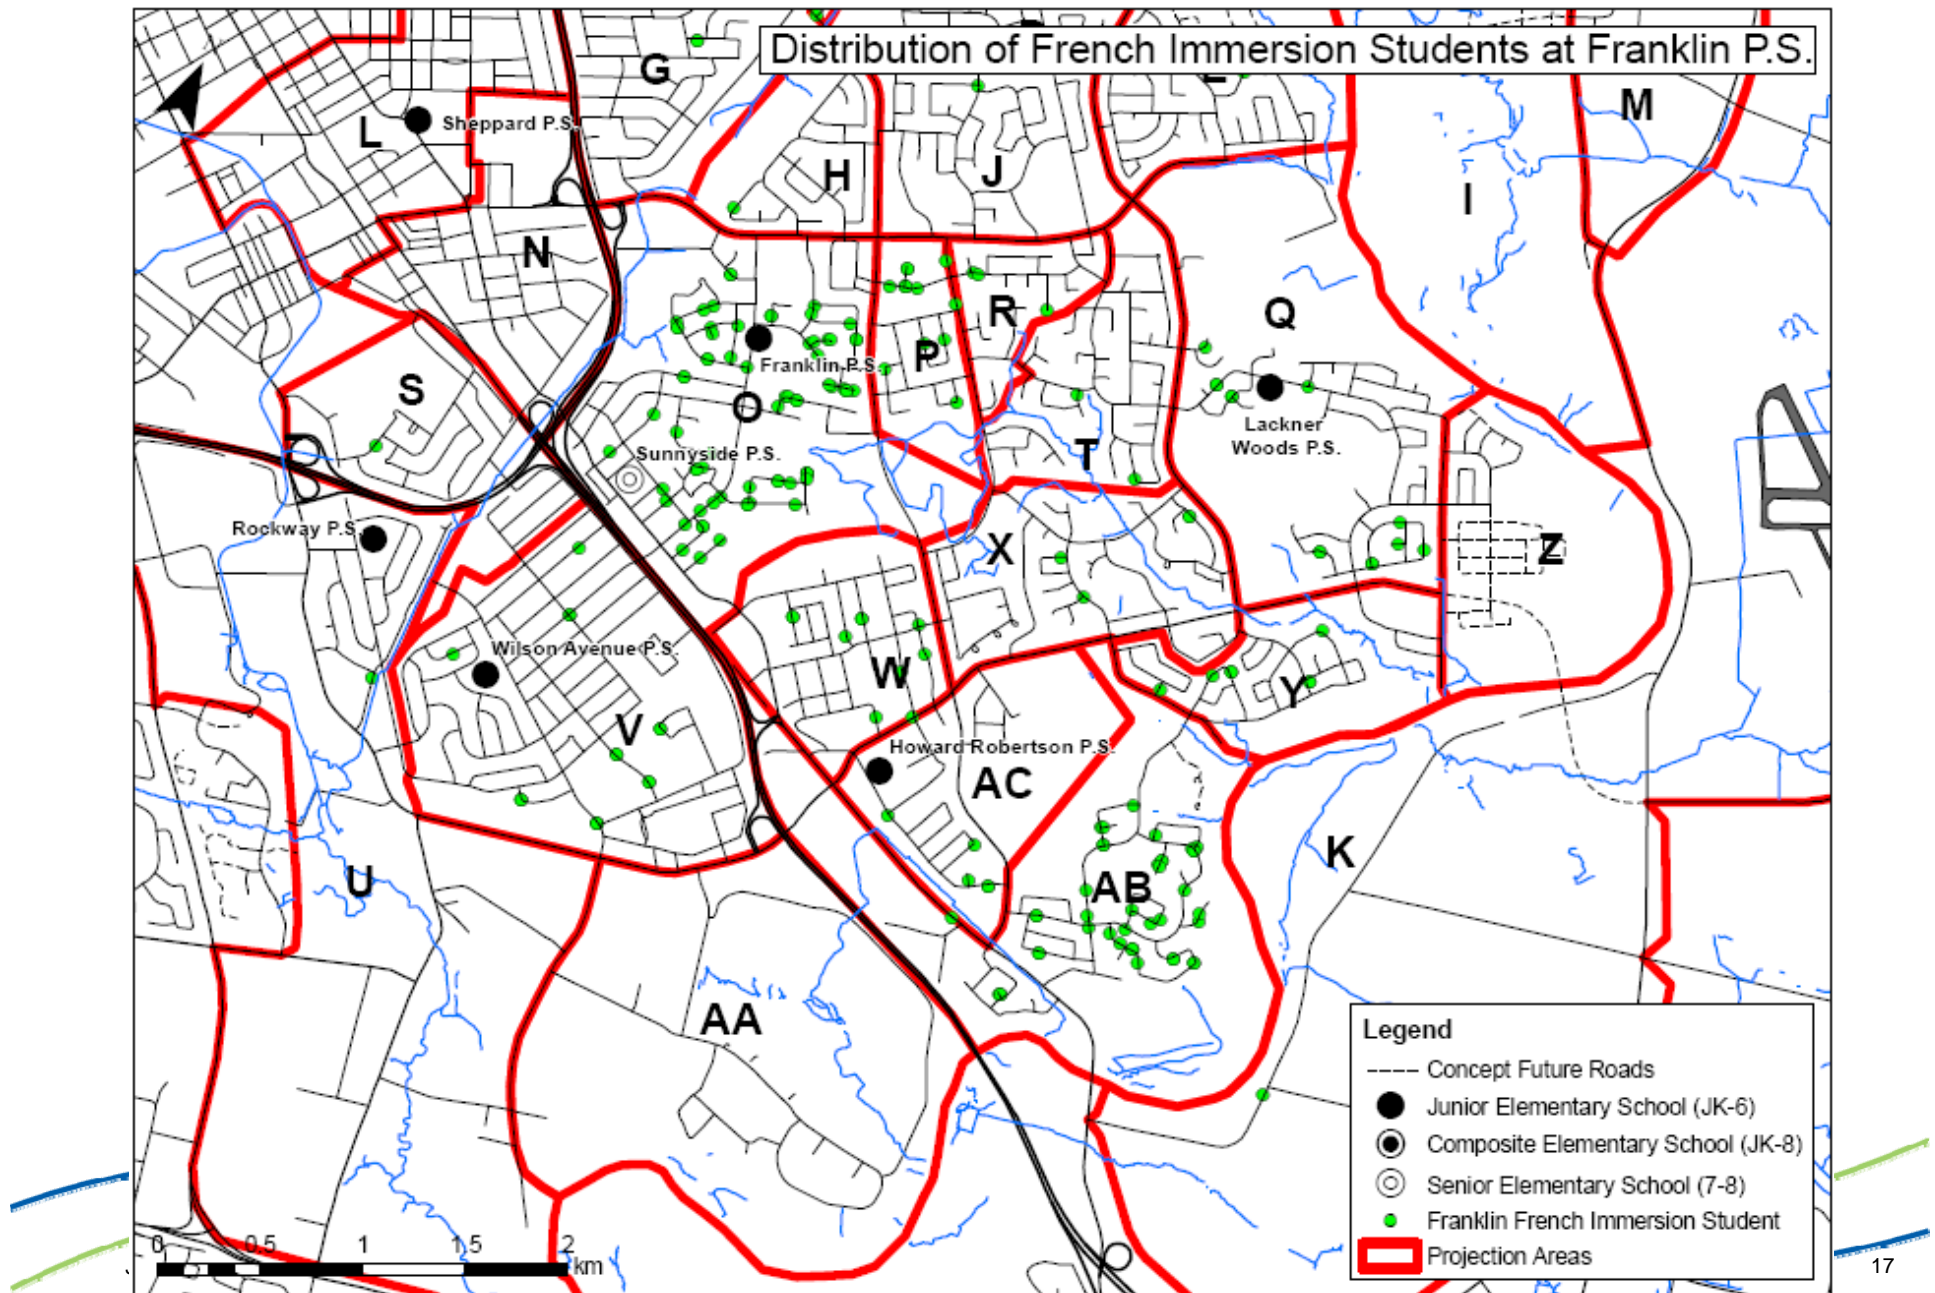 Distribution of French Immersion Students at Franklin P.S.
G
M
L
Sheppard P.S.
H
J
I
N
Q
R
P
Franklin P.S.
S
O
Lackner
Woods P.S.
Sunnyside P.S.
T
Rockway P.S.
X
Z
Wilson Avenue P.S.
W
Y
V
Howard Robertson P.S.
AC
K
U
AB
AA
Legend
Concept Future Roads
Junior Elementary School (JK-6)
Composite Elementary School (JK-8)
Senior Elementary School (7-8)
Franklin French Immersion Student
Projection Areas
0 0.5 1 1.5 2
km
17